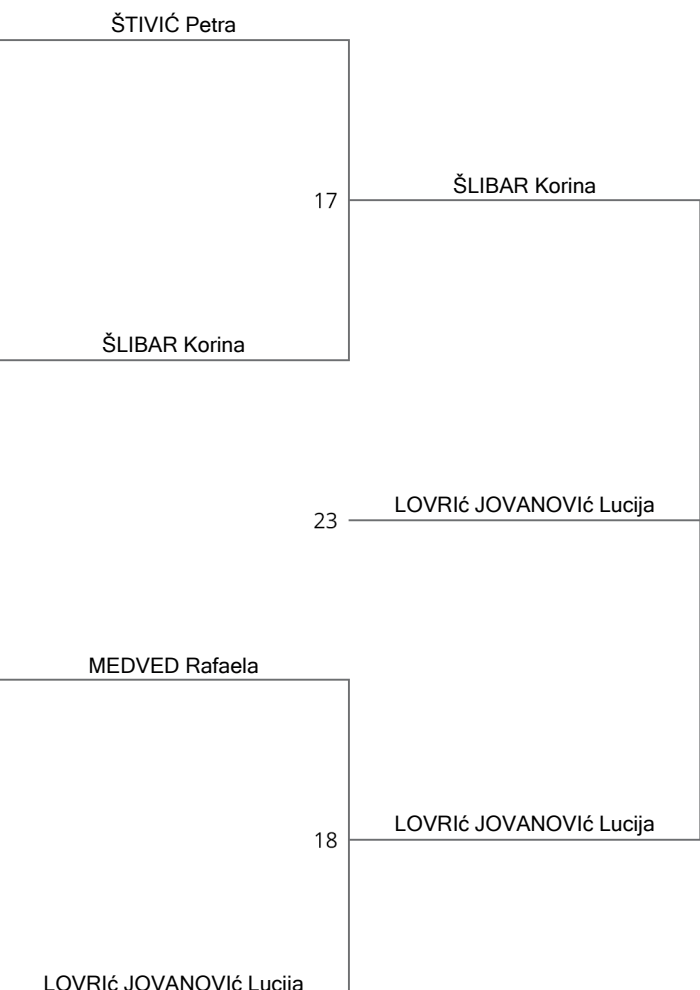 ŠTIVIĆ Petra
17
ŠLIBAR Korina
ŠLIBAR Korina
23
LOVRIć JOVANOVIć Lucija
MEDVED Rafaela
18
LOVRIć JOVANOVIć Lucija
LOVRIć JOVANOVIć Lucija